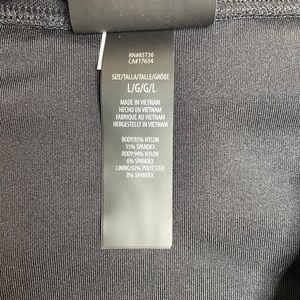 RN#85736
CA#17634
SIZE/TALLA/TAILLE/GRÖßE
L/G/G/L
MADE IN VIETNAM
HECHO EN VIETNAM
FABRIQUÉ AU VIETNAM
HERGESTELLT IN VIETNAM
BODY:85% NYLON
15% SPANDEX
BODY:94% NYLON
6% SPANDEX
LINING:92% POLYESTER
8% SPANDEX